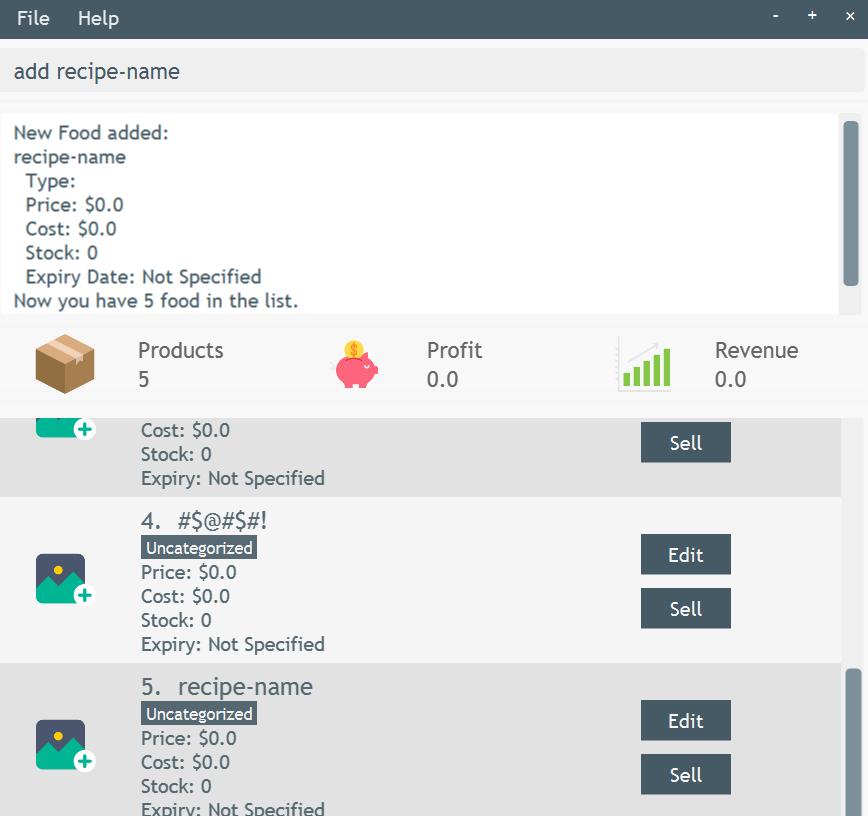 File Help - + ×
add recipe-name
New Food added:
recipe-name
Type:
Price: $0.0
Cost: $0.0
Stock: 0
Expiry Date: Not Specified
Now you have 5 food in the list.
Products Profit Revenue
5 0.0 0.0
Cost: $0.0
Sell
Stock: 0
Expiry: Not Specified
4. #$@#$#!
Uncategorized
Edit
Price: $0.0
Cost: $0.0
Sell
Stock: 0
Expiry: Not Specified
5. recipe-name
Uncategorized
Edit
Price: $0.0
Cost: $0.0
Sell
Stock: 0
Expiry: Not Specified